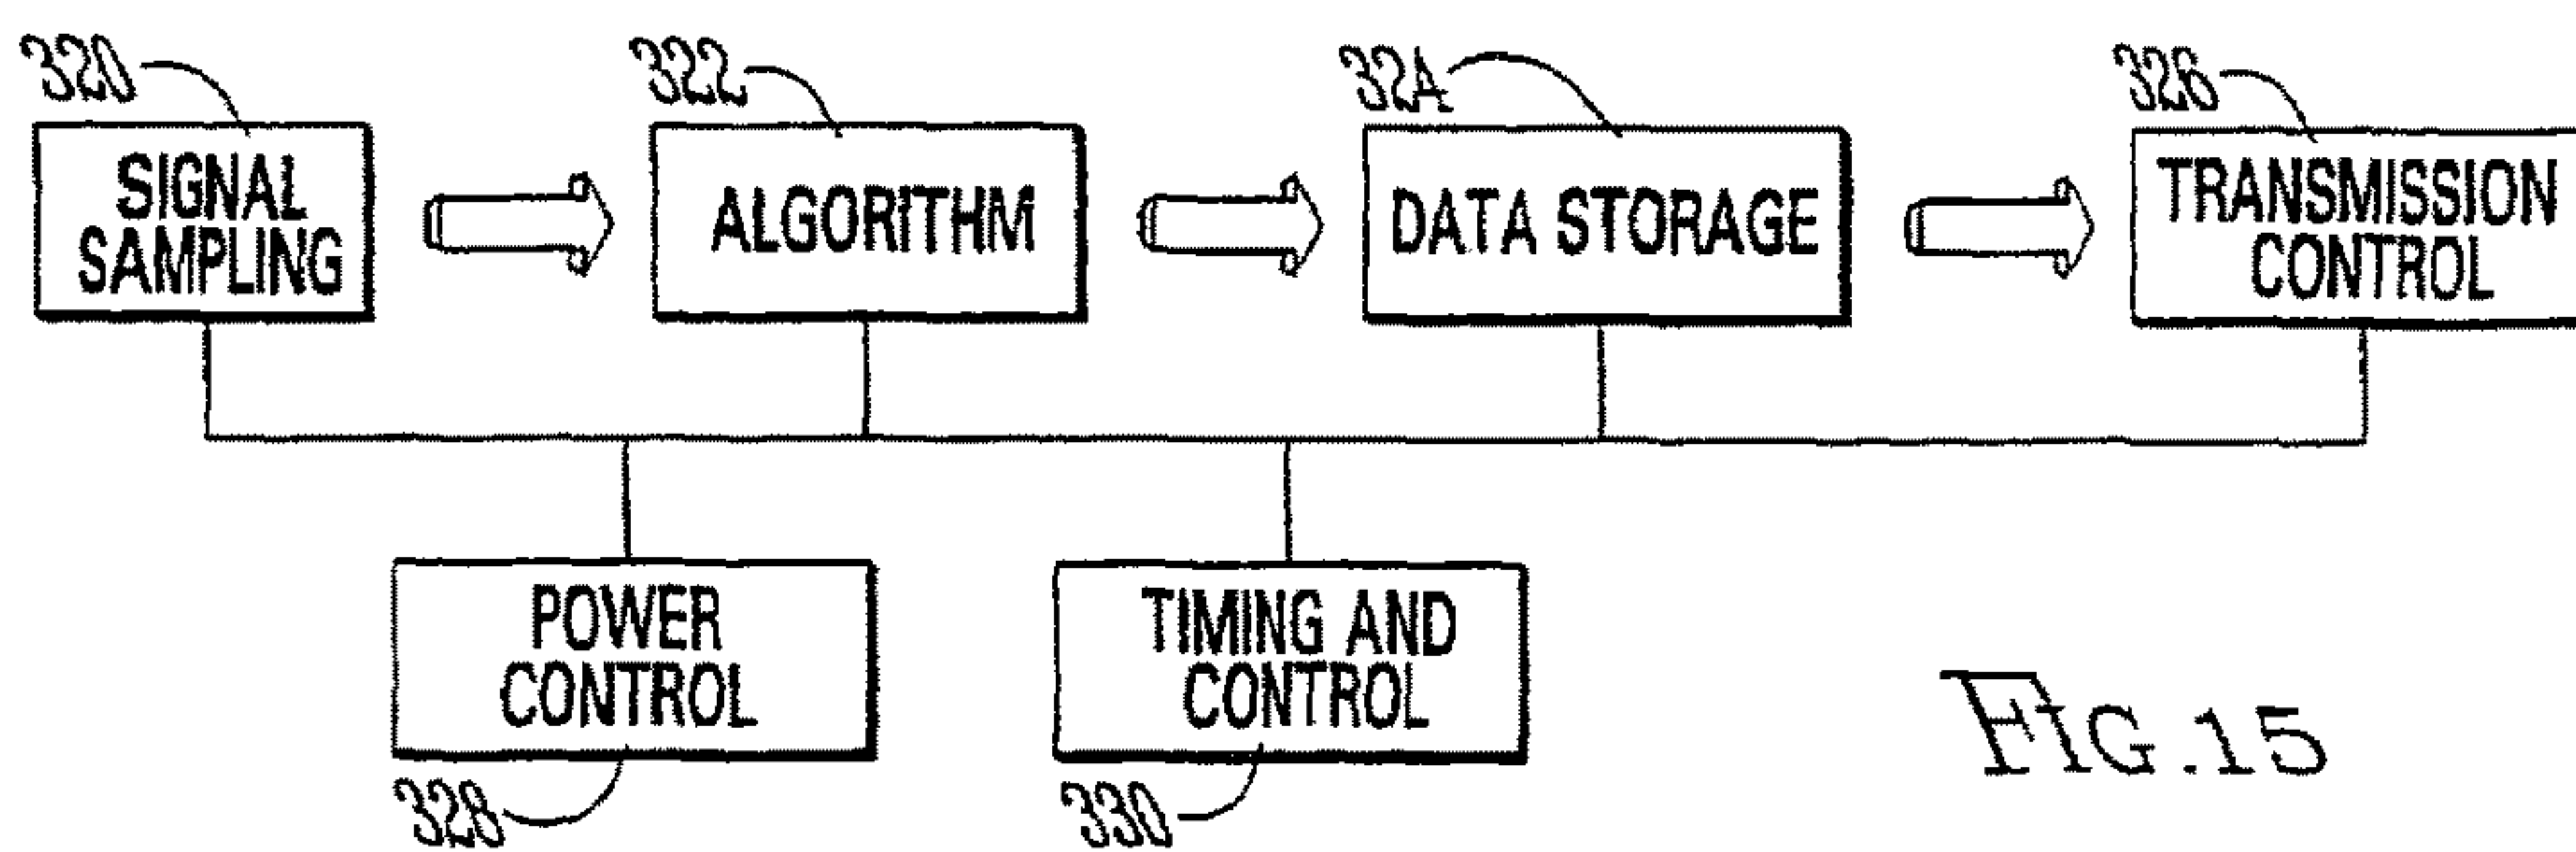 320
322
324
326
SIGNAL
SAMPLING
ALGORITHM
DATA STORAGE
TRANSMISSION
CONTROL
POWER
CONTROL
TIMING AND
CONTROL
328
330
FIG.15